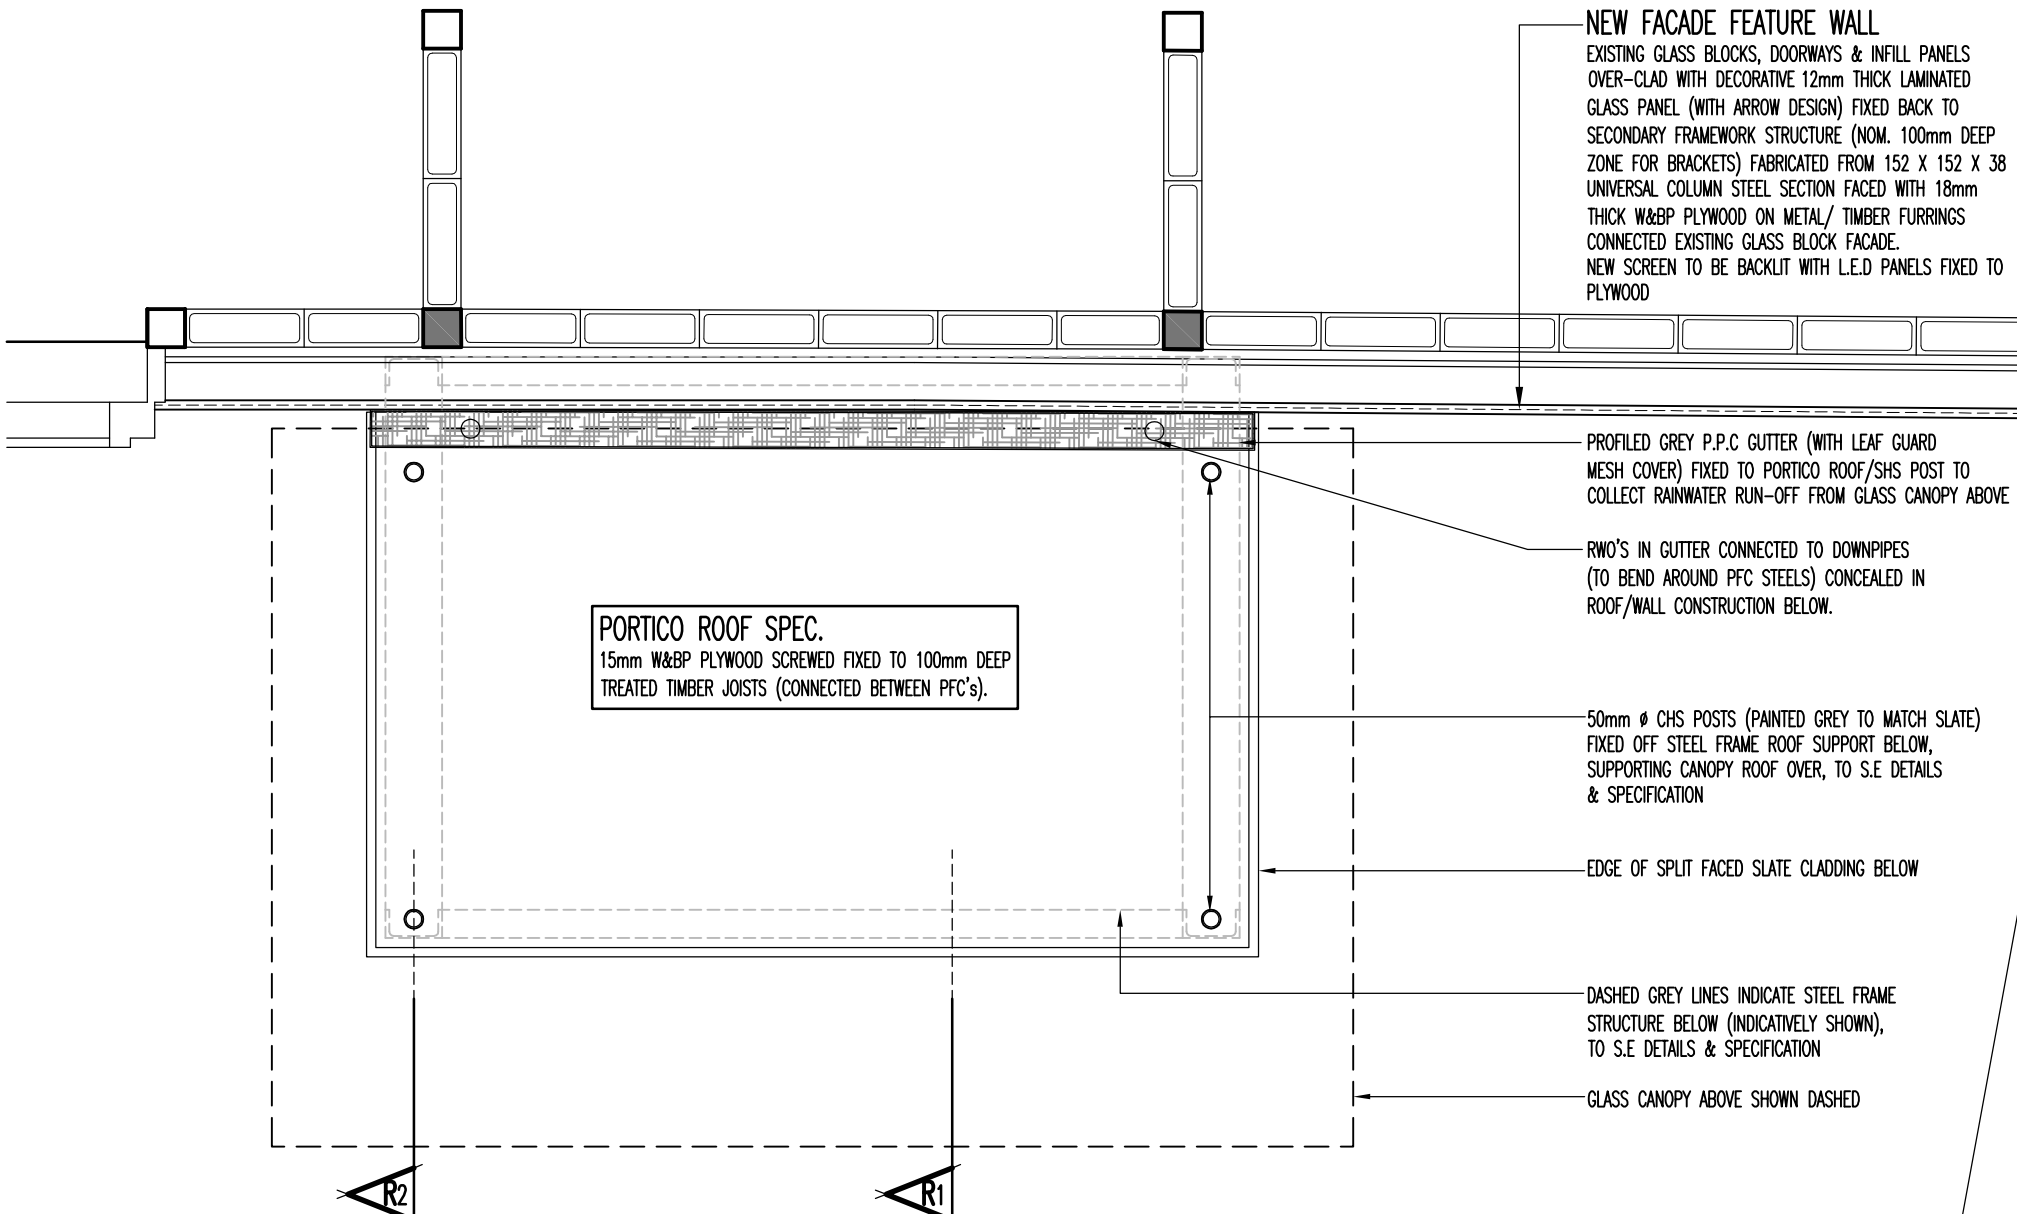 NEW FACADE FEATURE WALL
EXISTING GLASS BLOCKS, DOORWAYS & INFILL PANELS
OVER-CLAD WITH DECORATIVE 12mm THICK LAMINATED
GLASS PANEL (WITH ARROW DESIGN) FIXED BACK TO
SECONDARY FRAMEWORK STRUCTURE (NOM. 100mm DEEP
ZONE FOR BRACKETS) FABRICATED FROM 152 X 152 X 38
UNIVERSAL COLUMN STEEL SECTION FACED WITH 18mm
THICK W&BP PLYWOOD ON METAL/ TIMBER FURRINGS
CONNECTED EXISTING GLASS BLOCK FACADE.
NEW SCREEN TO BE BACKLIT WITH L.E.D PANELS FIXED TO
PLYWOOD
PROFILED GREY P.P.C GUTTER (WITH LEAF GUARD
MESH COVER) FIXED TO PORTICO ROOF/SHS POST TO
COLLECT RAINWATER RUN-OFF FROM GLASS CANOPY ABOVE
RWO'S IN GUTTER CONNECTED TO DOWNPIPES
(TO BEND AROUND PFC STEELS) CONCEALED IN
ROOF/WALL CONSTRUCTION BELOW.
PORTICO ROOF SPEC.
15mm W&BP PLYWOOD SCREWED FIXED TO 100mm DEEP
TREATED TIMBER JOISTS (CONNECTED BETWEEN PFC's).
50mm ø CHS POSTS (PAINTED GREY TO MATCH SLATE)
FIXED OFF STEEL FRAME ROOF SUPPORT BELOW,
SUPPORTING CANOPY ROOF OVER, TO S.E DETAILS
& SPECIFICATION
EDGE OF SPLIT FACED SLATE CLADDING BELOW
DASHED GREY LINES INDICATE STEEL FRAME
STRUCTURE BELOW (INDICATIVELY SHOWN),
TO S.E DETAILS & SPECIFICATION
GLASS CANOPY ABOVE SHOWN DASHED
R2
R1